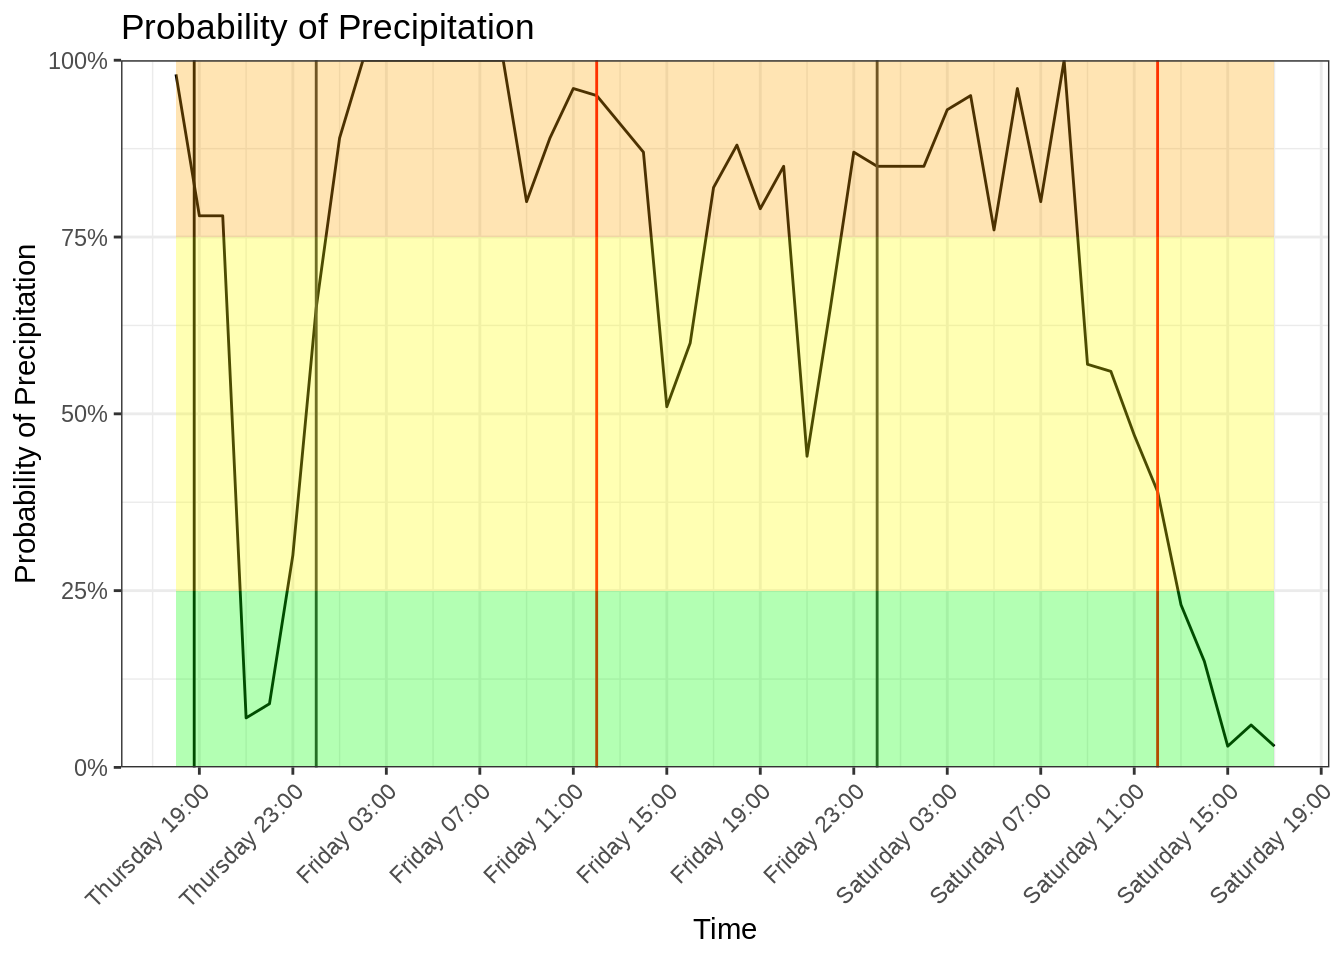 Probability of Precipitation
Probability of Precipitation
100%
75%
50%
25%
0%
Thursday 19:00
Thursday 23:00
Friday 03:00
Friday 07:00
Friday 11:00
Friday 15:00
Friday 19:00
Friday 23:00
Saturday 03:00
Saturday 07:00
Saturday 11:00
Saturday 15:00
Saturday 19:00
Time